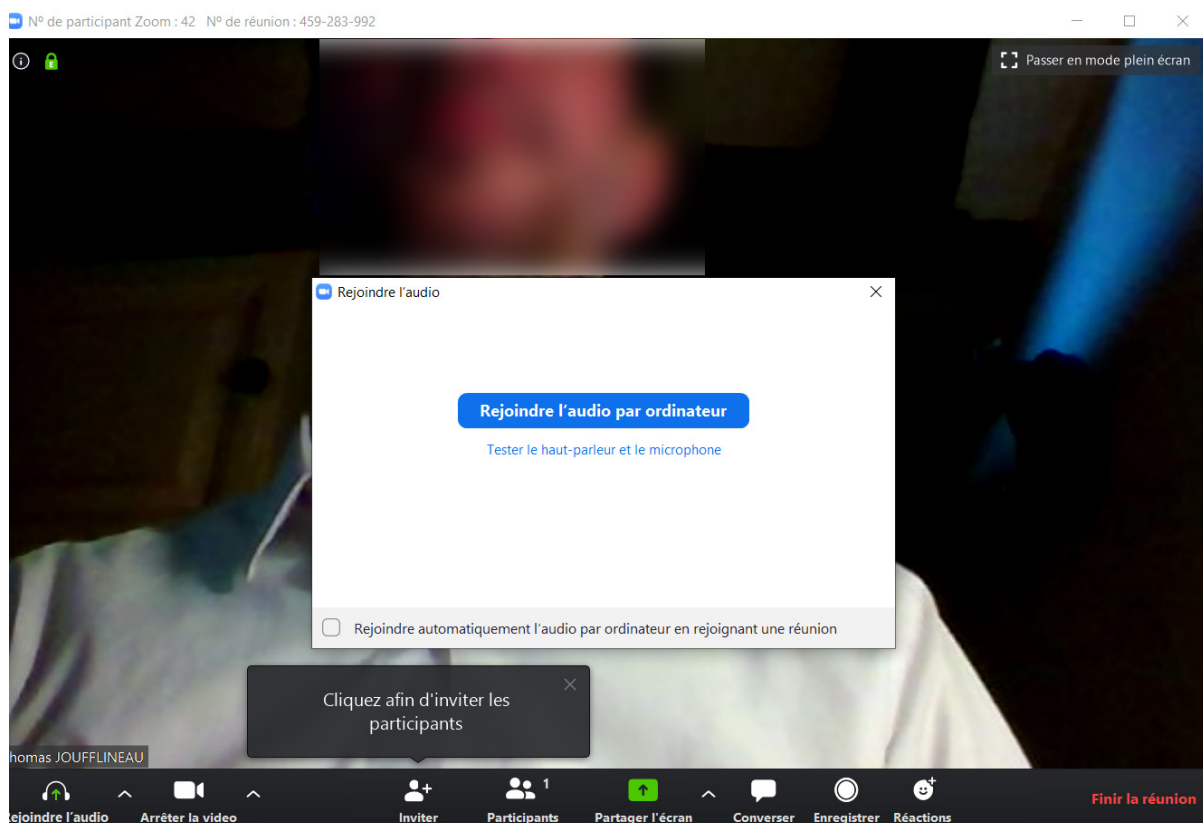 Nº de participant Zoom : 42 Nº de réunion : 459-283-992
Passer en mode plein écran
Rejoindre l'audio
Rejoindre l'audio par ordinateur
Tester le haut-parleur et le microphone
Rejoindre automatiquement l'audio par ordinateur en rejoignant une réunion
Cliquez afin d'inviter les
participants
homas JOUFFLINEAU
1
ejoindre l'audio Arrêter la video Inviter Participants Partager l'écran Converser Enregistrer Réactions Finir la réunion